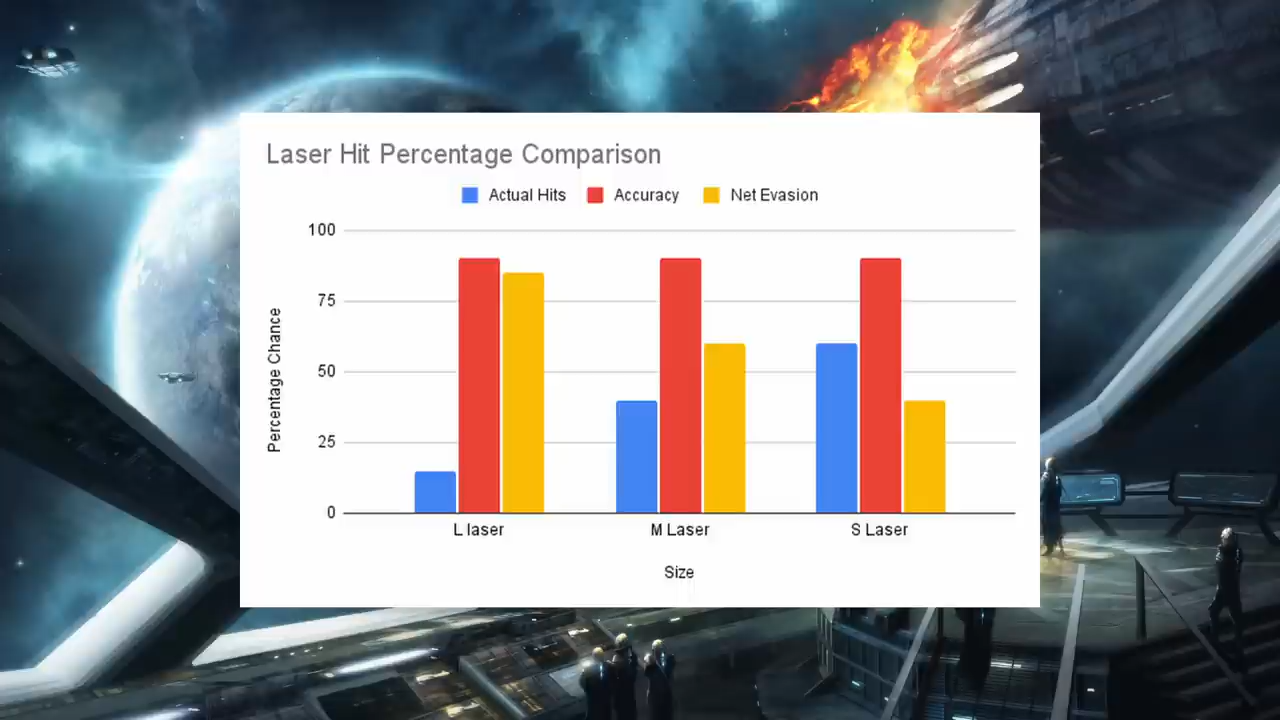 Laser Hit Percentage Comparison
Actual Hits Accuracy Net Evasion
100
75
50
25
0
Percentage Chance
L laser M Laser S Laser
Size